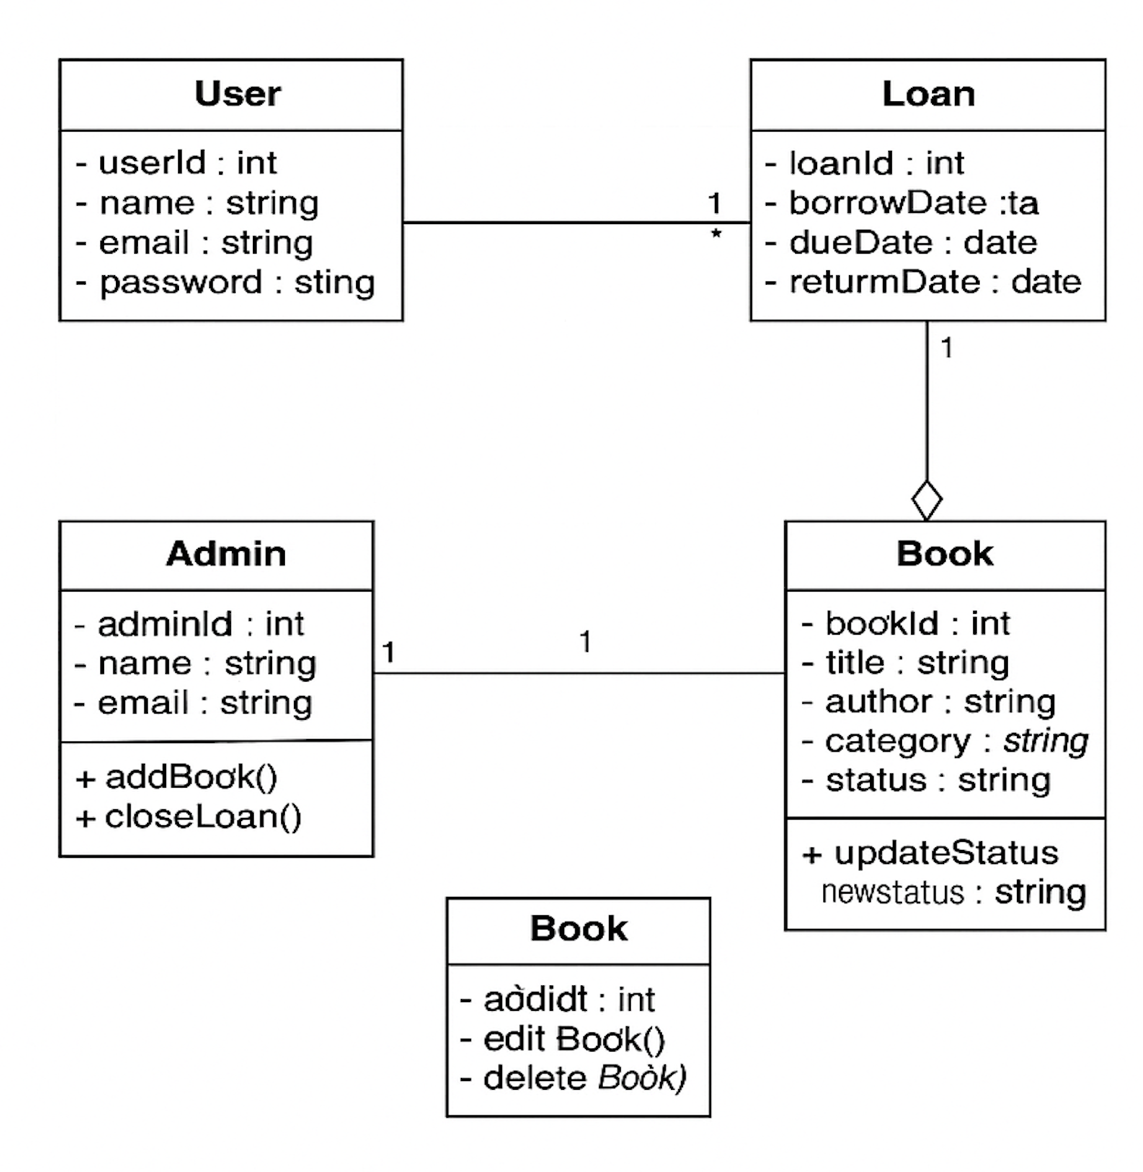 User
- userId : int
- name : string
- email : string
- password : sting
1
*
Loan
- loanId : int
- borrowDate :ta
- dueDate : date
- returmDate : date
1
Admin
- adminId : int
- name : string
- email : string
+ addBook()
+ closeLoan()
1
1
Book
- bookId : int
- title : string
- author : string
- category : string
- status : string
+ updateStatus
newstatus : string
Book
- aòdidt : int
- edit Book()
- delete Boòk)